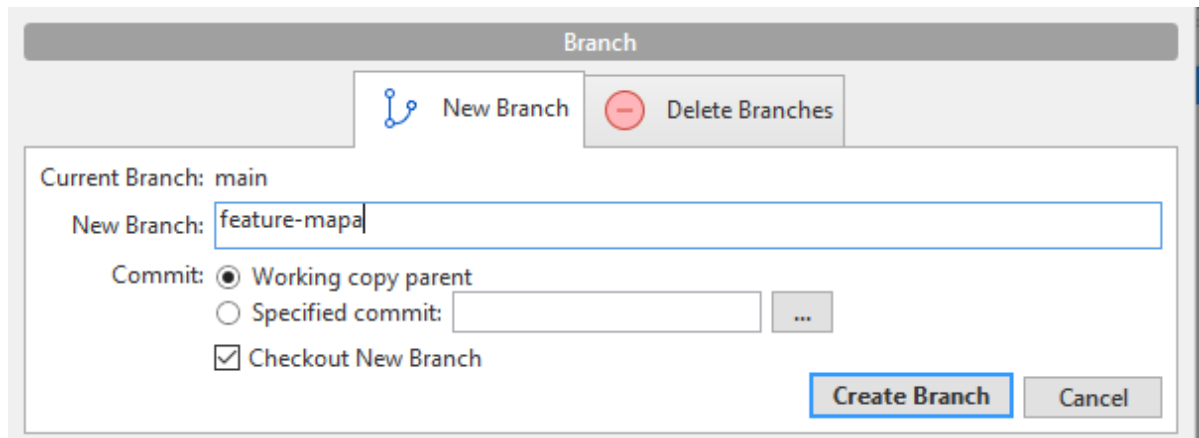 Branch
New Branch
Delete Branches
Current Branch: main
New Branch: feature-mapa
Commit: Working copy parent
Specified commit: ...
Checkout New Branch
Create Branch Cancel